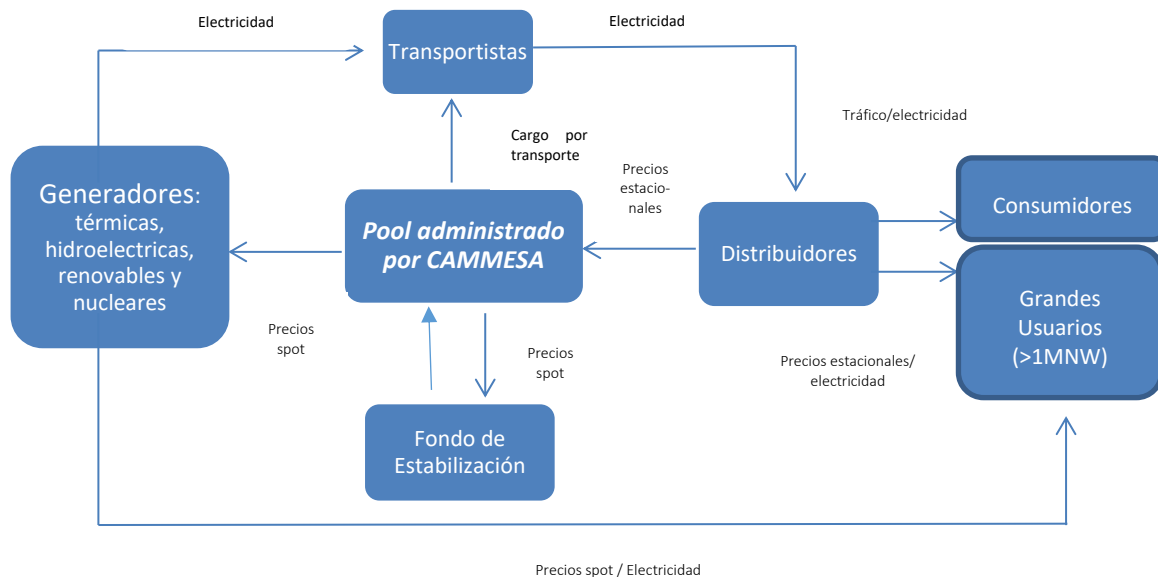 Electricidad
Electricidad
Transportistas
Tráfico/electricidad
Cargo por
transporte
Precios
estacio-
nales
Generadores:
térmicas,
hidroelectricas,
renovables y
nucleares
Pool administrado
por CAMMESA
Distribuidores
Consumidores
Grandes
Usuarios
(>1MNW)
Precios
spot
Precios
spot
Precios estacionales/
electricidad
Fondo de
Estabilización
Precios spot / Electricidad